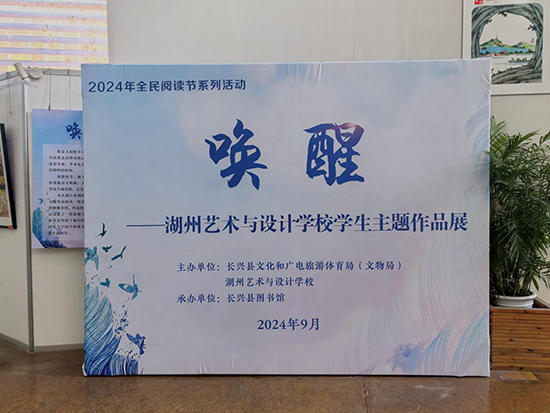 2024年全民阅读节系列活动
唤醒
——湖州艺术与设计学校学生主题作品展
主办单位：长兴县文化和广电旅游体育局（文物局）
湖州艺术与设计学校
承办单位：长兴县图书馆
2024年9月
唤